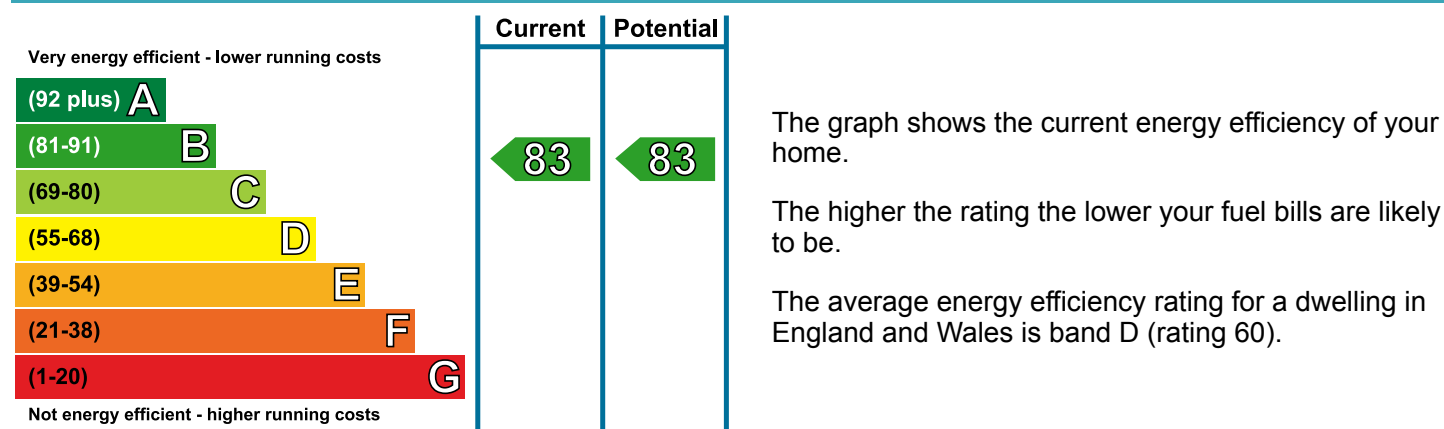 Current Potential
Very energy efficient - lower running costs
(92 plus) A
(81-91) B
83 83
(69-80) C
(55-68) D
(39-54) E
(21-38) F
(1-20) G
Not energy efficient - higher running costs
The graph shows the current energy efficiency of your
home.
The higher the rating the lower your fuel bills are likely
to be.
The average energy efficiency rating for a dwelling in
England and Wales is band D (rating 60).